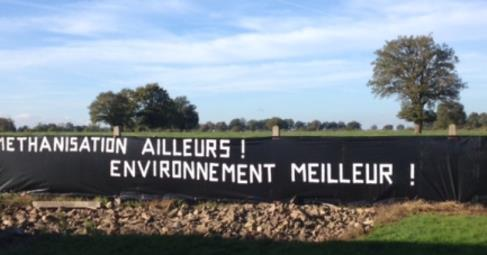 METHANISATION AILLEURS !
ENVIRONNEMENT MEILLEUR !